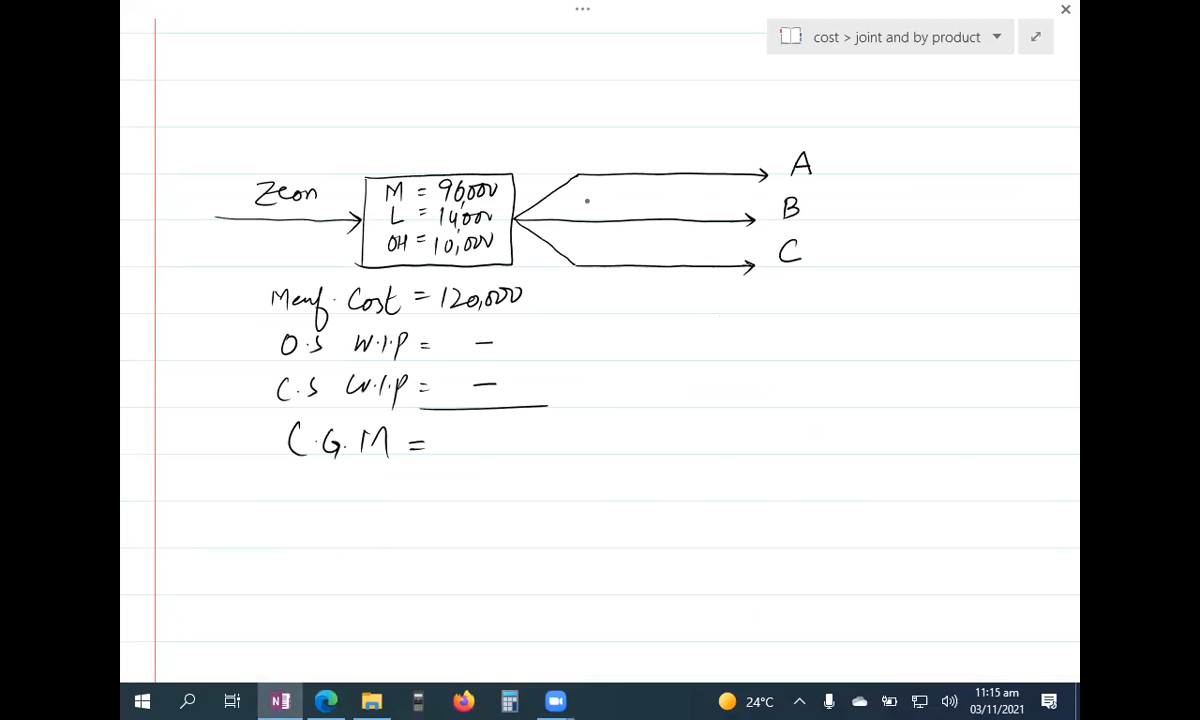 cost > joint and by product
Zeon
M = 96,000
L = 14,000
OH = 10,000
A
B
C
Manf. Cost = 120,000
O.S W.I.P = -
C.S W.I.P = -
C.G.M =
24°C
11:15 am
03/11/2021